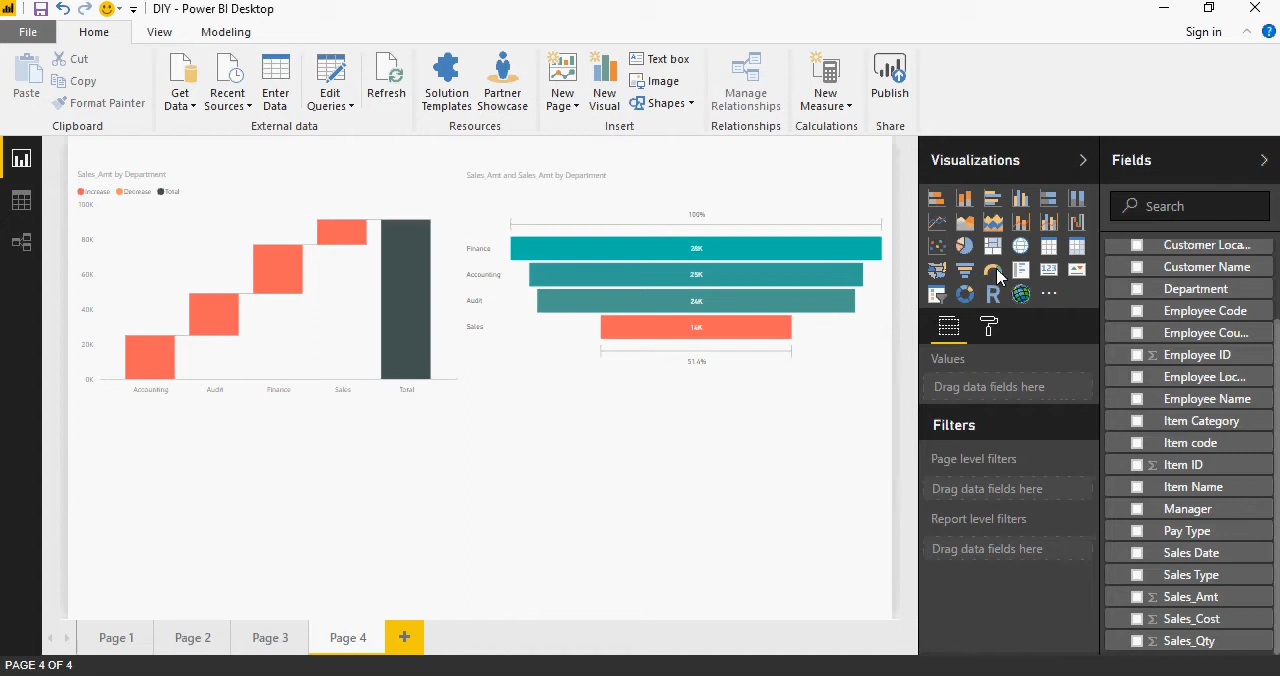 DIY - Power BI Desktop
File
Home
View
Modeling
Sign in
Paste
Cut
Copy
Format Painter
Clipboard
Get
Data
Recent
Sources
Enter
Data
Edit
Queries
Refresh
External data
Solution
Templates
Partner
Showcase
Resources
New
Page
New
Visual
Text box
Image
Shapes
Insert
Manage
Relationships
Relationships
New
Measure
Calculations
Publish
Share
Sales_Amt by Department
Increase Decrease Total
100K
80K
60K
40K
20K
0K
Accounting Audit Finance Sales Total
Sales_Amt and Sales_Amt by Department
100%
Finance 28K
Accounting 25K
Audit 24K
Sales 14K
51.4%
Visualizations
R
123
Values
Drag data fields here
Filters
Page level filters
Drag data fields here
Report level filters
Drag data fields here
Fields
Search
Customer Loca...
Customer Name
Department
Employee Code
Employee Cou...
Σ Employee ID
Employee Loc...
Employee Name
Item Category
Item code
Σ Item ID
Item Name
Manager
Pay Type
Sales Date
Sales Type
Σ Sales_Amt
Σ Sales_Cost
Σ Sales_Qty
Page 1
Page 2
Page 3
Page 4
+
PAGE 4 OF 4